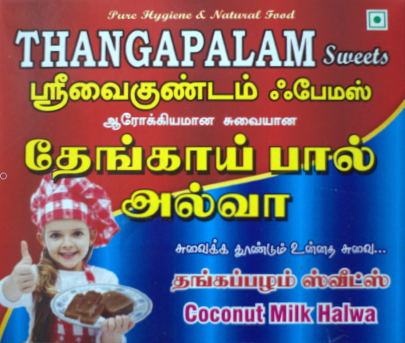 Pure Hygiene & Natural Food
THANGAPALAM Sweets
ஸ்ரீவைகுண்டம் ஃபேமஸ்
ஆரோக்கியமான சுவையான
தேங்காய் பால்
அல்வா
சுவைக்க தூண்டும் உன்னத சுவை...
தங்கப்பழம் ஸ்வீட்ஸ்
Coconut Milk Halwa